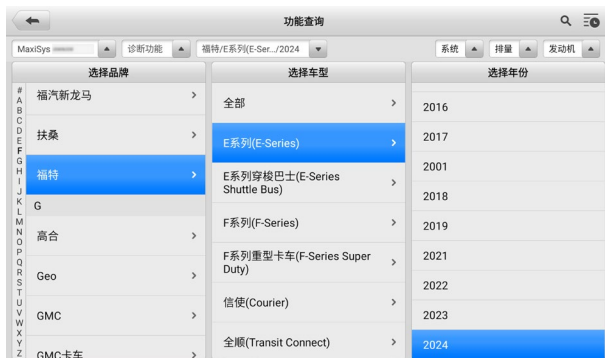 功能查询
MaxiSys
诊断功能
福特/E系列(E-Ser.../2024
系统
排量
发动机
选择品牌
选择车型
选择年份
#
A
B
C
D
E
F
G
H
I
J
K
L
M
N
O
P
Q
R
S
T
U
V
W
X
Y
Z
福汽新龙马
扶桑
福特
G
高合
Geo
GMC
GMC卡车
全部
E系列(E-Series)
E系列穿梭巴士(E-Series
Shuttle Bus)
F系列(F-Series)
F系列重型卡车(F-Series Super
Duty)
信使(Courier)
全顺(Transit Connect)
2016
2017
2001
2018
2019
2021
2022
2023
2024